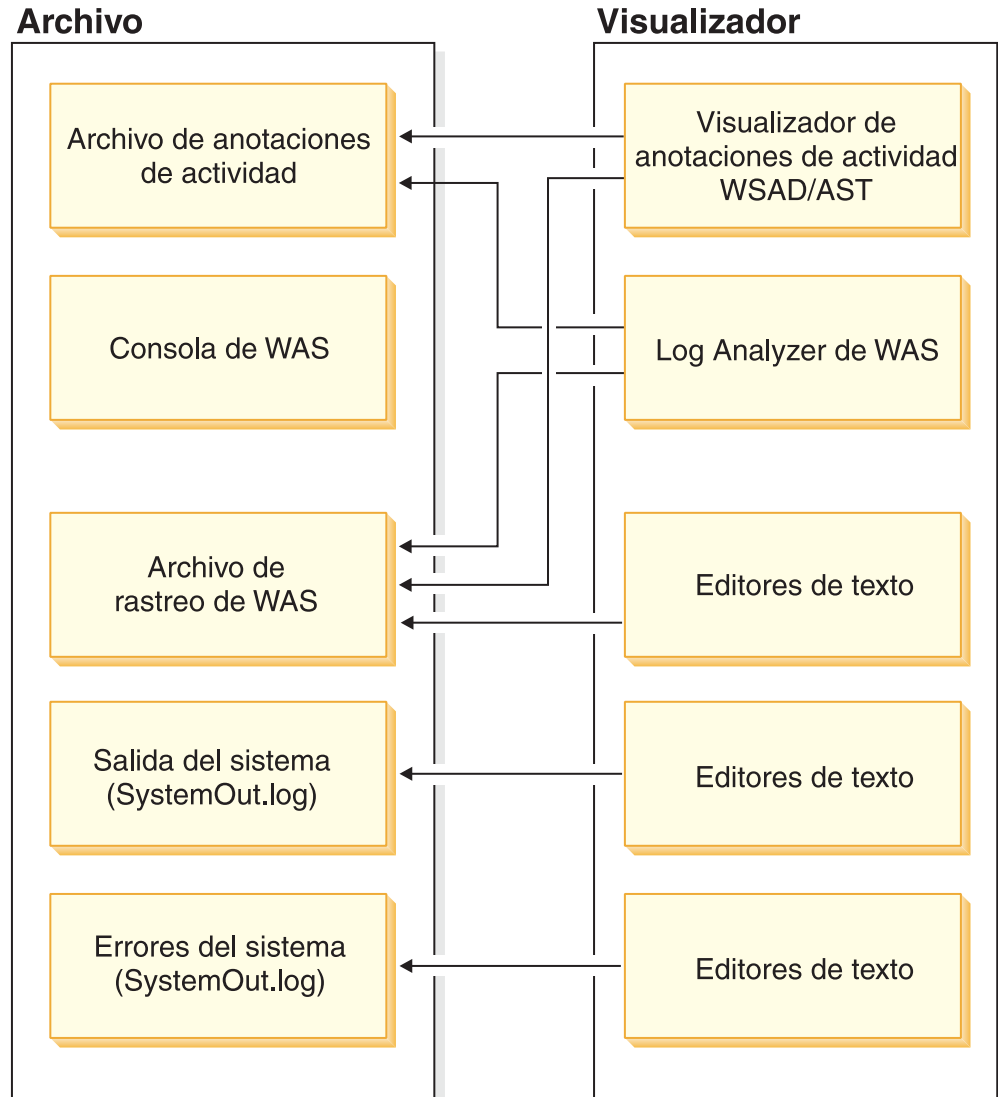 Archivo
Visualizador
Archivo de anotaciones
de actividad
Visualizador de
anotaciones de actividad
WSAD/AST
Consola de WAS
Log Analyzer de WAS
Archivo de
rastreo de WAS
Editores de texto
Salida del sistema
(SystemOut.log)
Editores de texto
Errores del sistema
(SystemOut.log)
Editores de texto